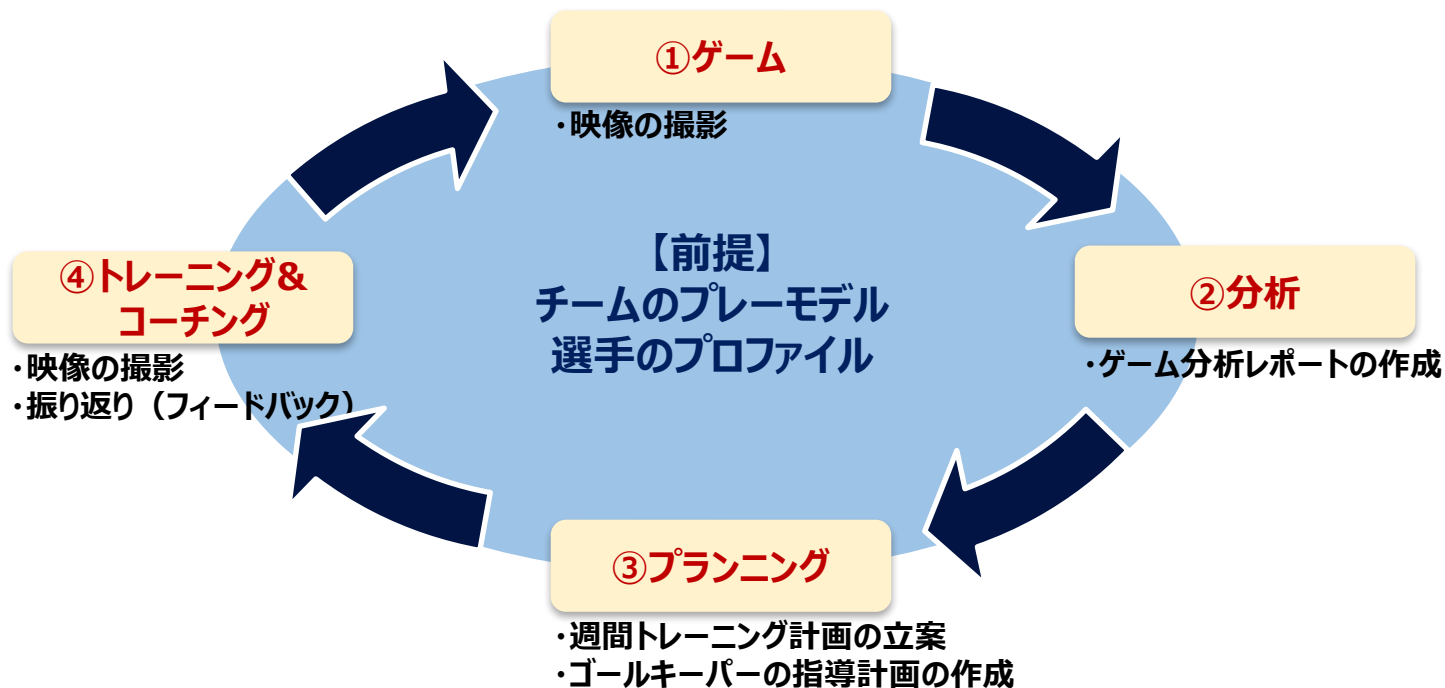 ①ゲーム
・映像の撮影
【前提】
チームのプレーモデル
選手のプロファイル
②分析
・ゲーム分析レポートの作成
③プランニング
・週間トレーニング計画の立案
・ゴールキーパーの指導計画の作成
④トレーニング&
コーチング
・映像の撮影
・振り返り（フィードバック）